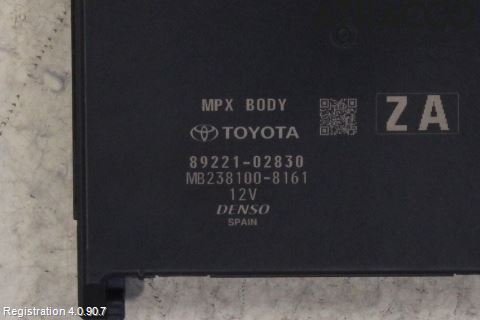 MPX BODY
TOYOTA
ZA
89221-02830
MB238100-8161
12V
DENSO
SPAIN
Registration 4.0.90.7